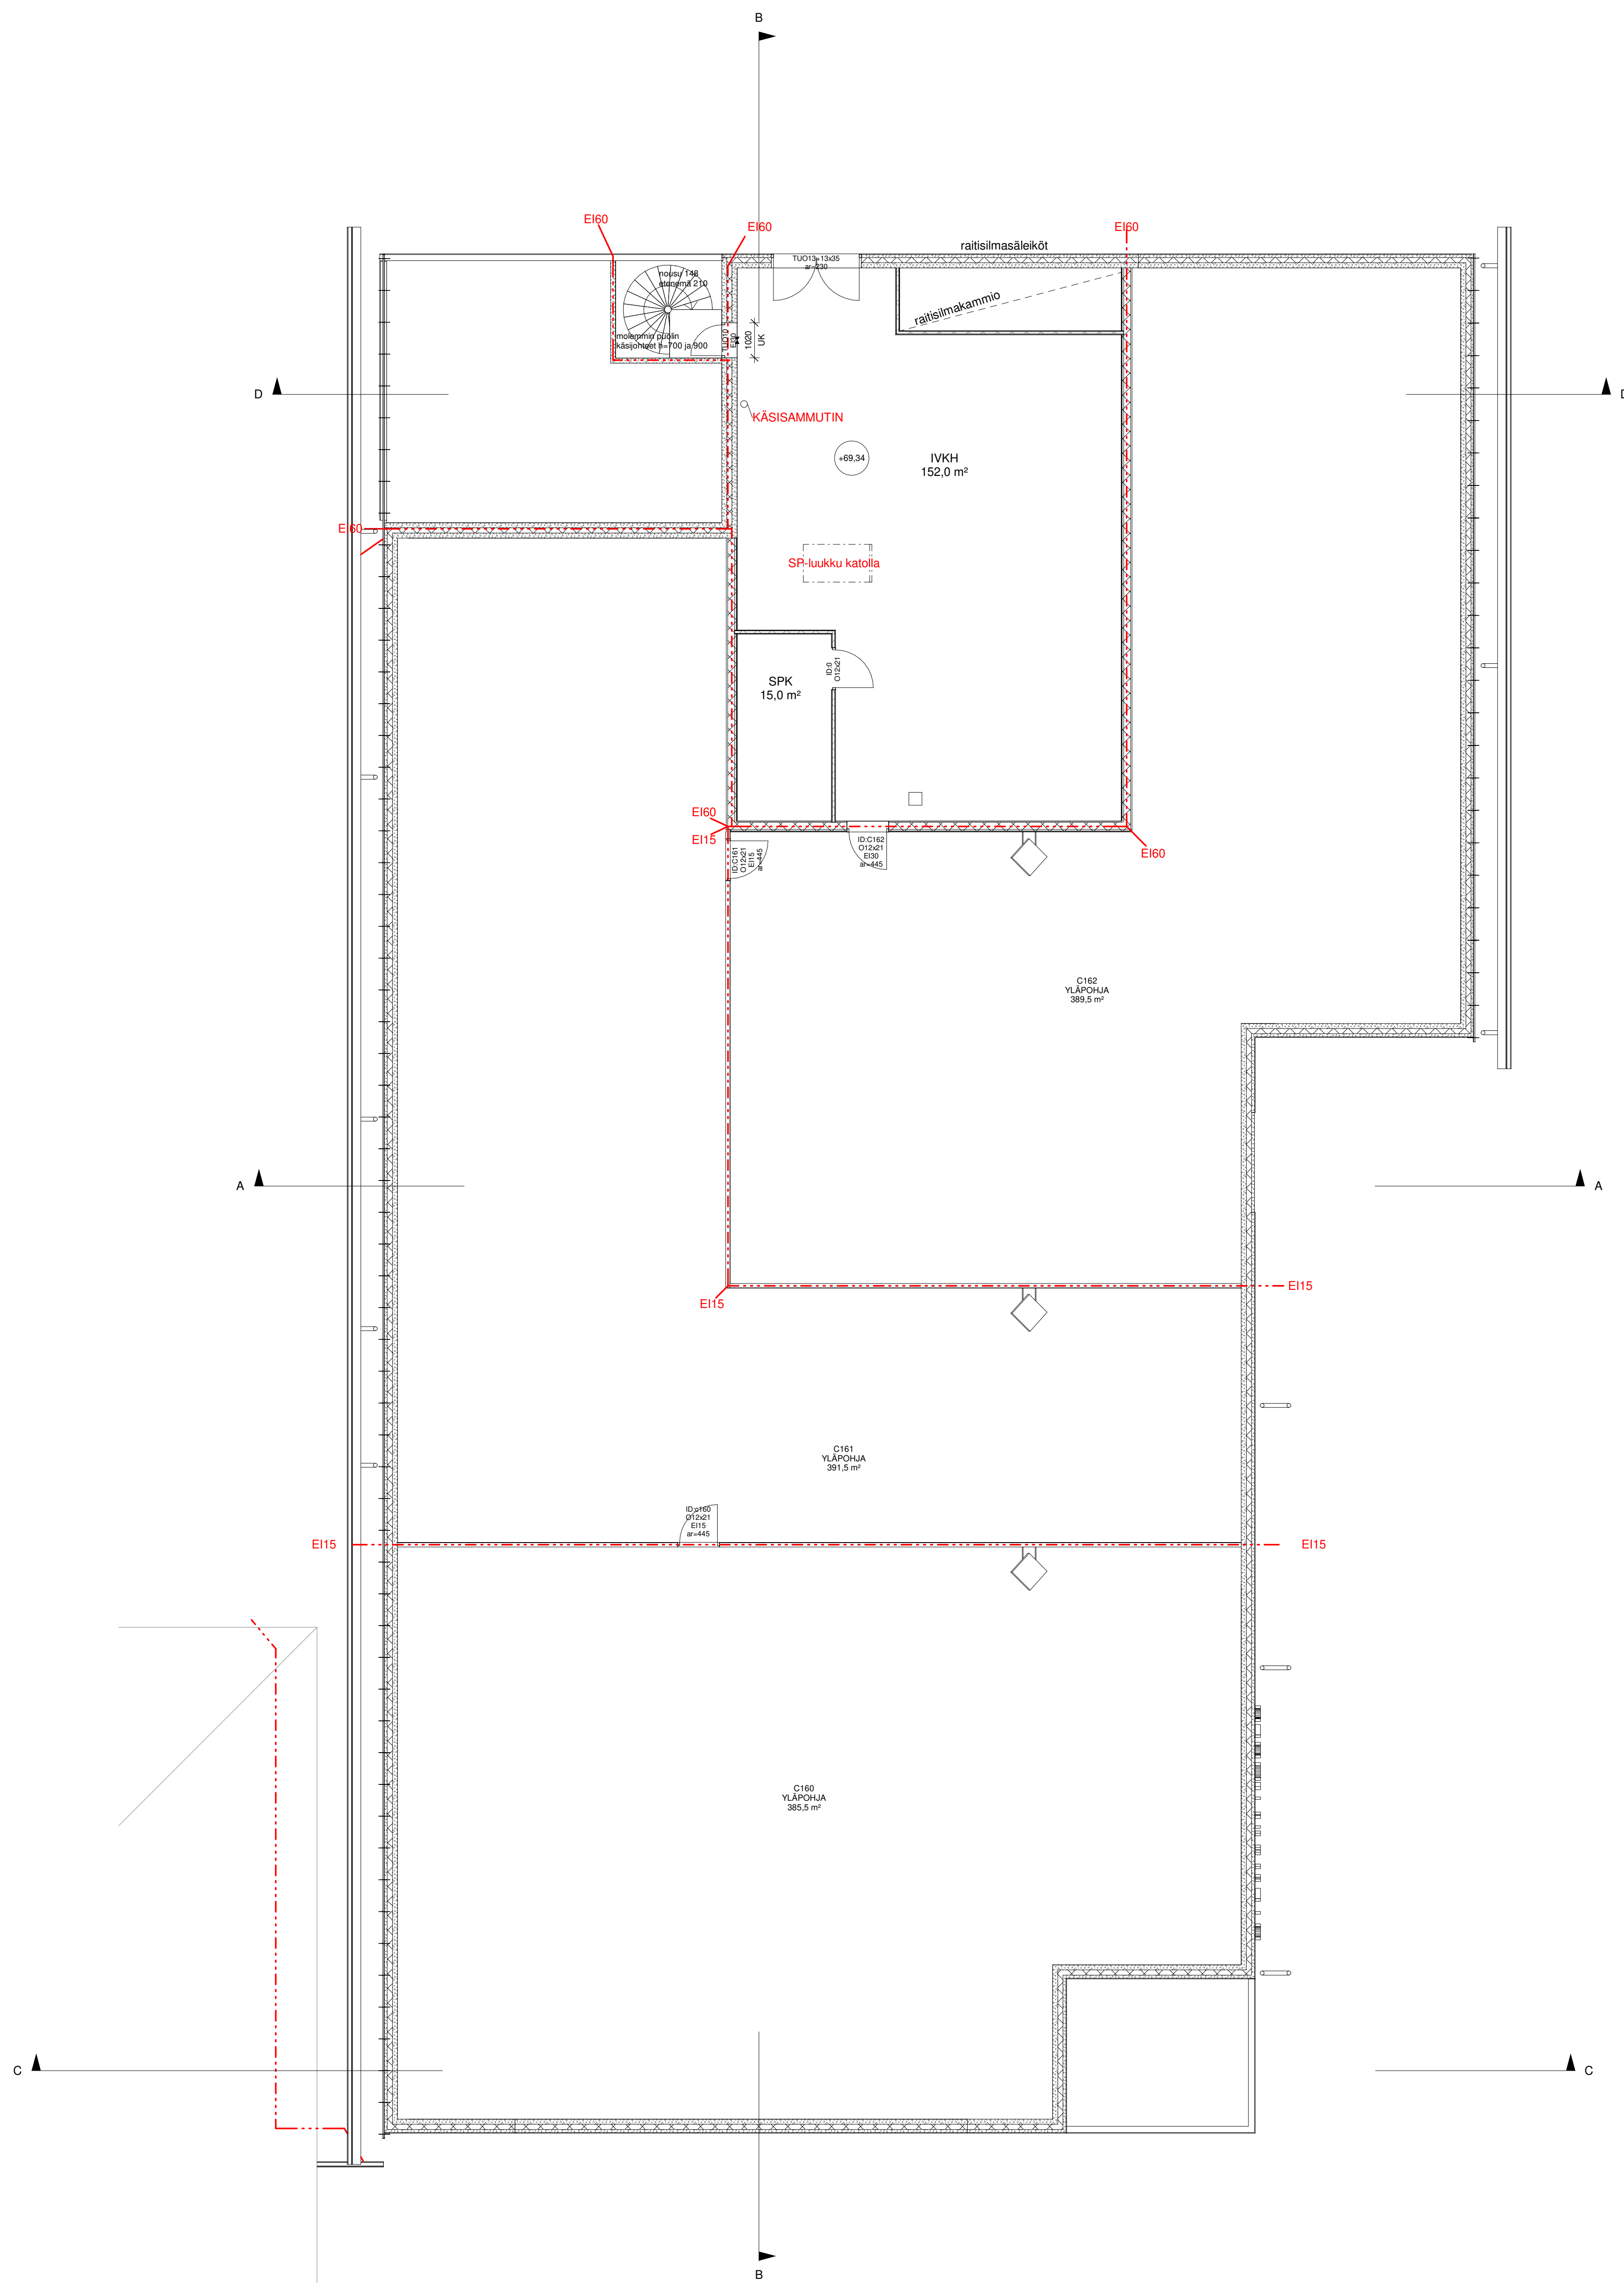 B
EI60
EI60
EI60
raitisilmasäleiköt
TUO13+13x35
ar=230
nousu 148
etenemä 210
raitisilmakammio
molemmin puolin
käsijohteet h=700 ja 900
TUO10
EI30
1020
UK
D
D
KÄSISAMMUTIN
+69,34
IVKH
152,0 m²
EI60
SP-luukku katolla
ID:0
O12x21
SPK
15,0 m²
EI60
EI15
ID:C161
O12x21
EI15
ar=445
ID:C162
O12x21
EI30
ar=445
EI60
C162
YLÄPOHJA
389,5 m²
A
A
EI15
EI15
C161
YLÄPOHJA
391,5 m²
ID:c160
O12x21
EI15
ar=445
EI15
EI15
C160
YLÄPOHJA
385,5 m²
C
C
B